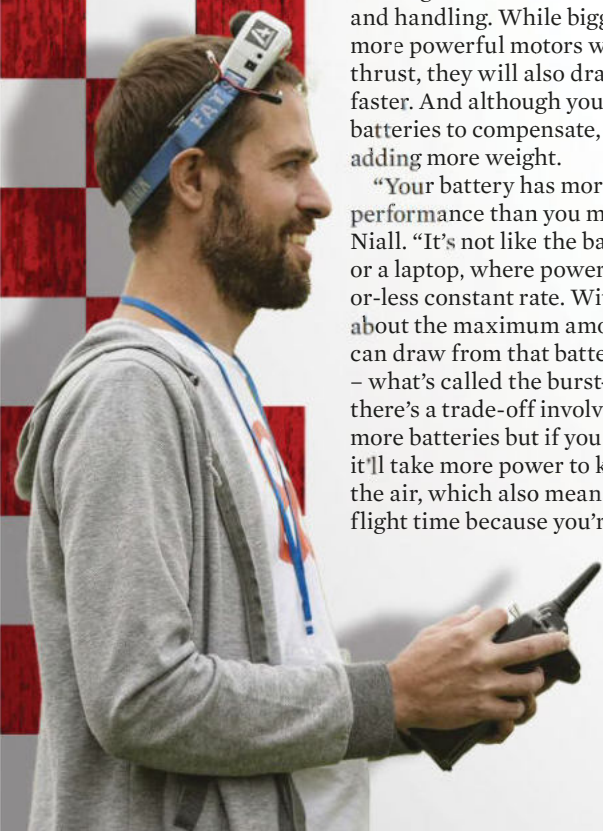 and handling. While bigg
more powerful motors w
thrust, they will also dra
faster. And although you
batteries to compensate,
adding more weight.
“Your battery has mor
performance than you m
Niall. “It’s not like the ba
or a laptop, where power
or-less constant rate. Wi
about the maximum amo
can draw from that batte
– what’s called the burst-
there’s a trade-off involv
more batteries but if you
it’ll take more power to k
the air, which also mean
flight time because you’r
FATS